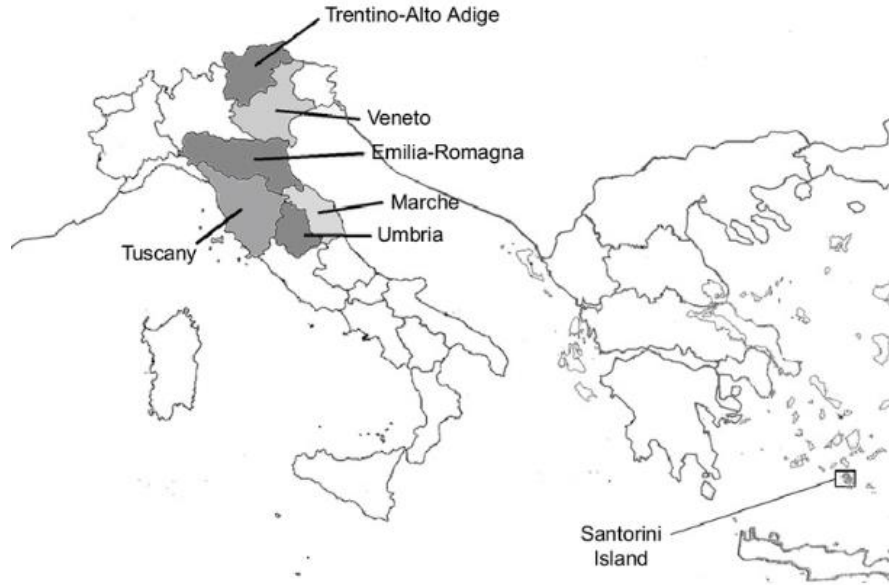 Trentino-Alto Adige
Veneto
Emilia-Romagna
Marche
Umbria
Tuscany
Santorini
Island